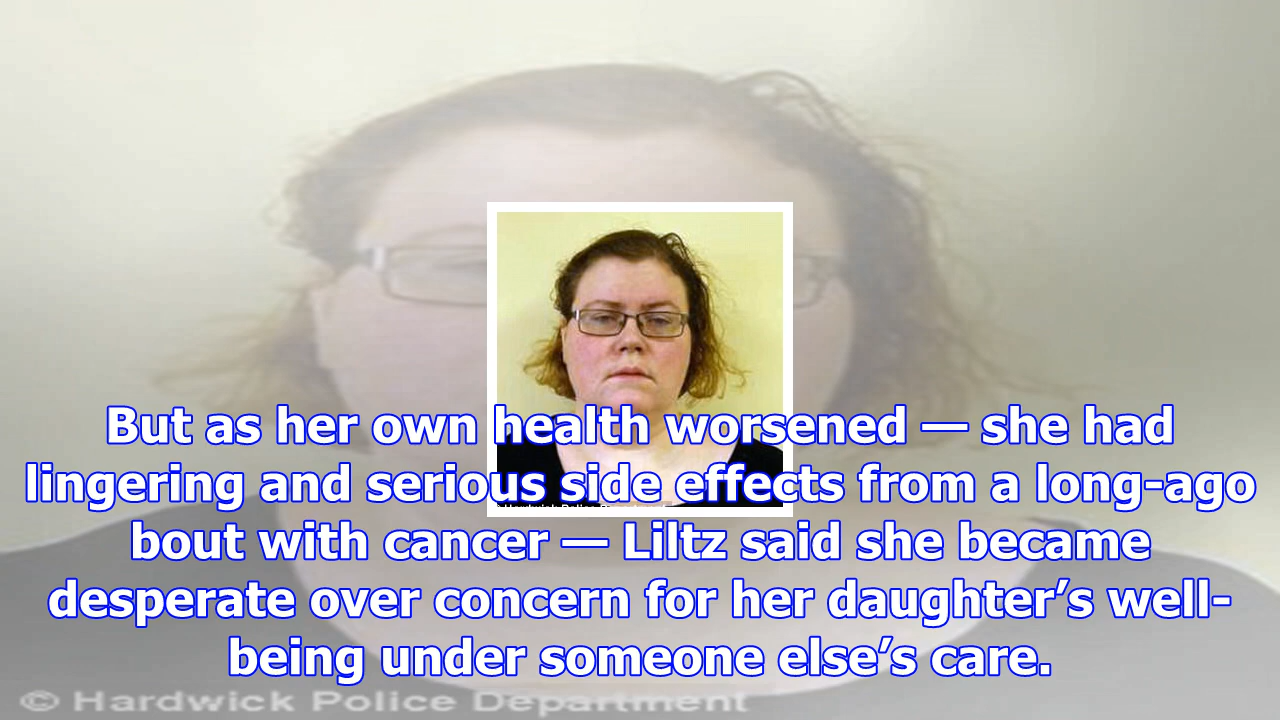 But as her own health worsened — she had
lingering and serious side effects from a long-ago
bout with cancer — Liltz said she became
desperate over concern for her daughter’s well-
being under someone else’s care.
© Hardwick Police Department